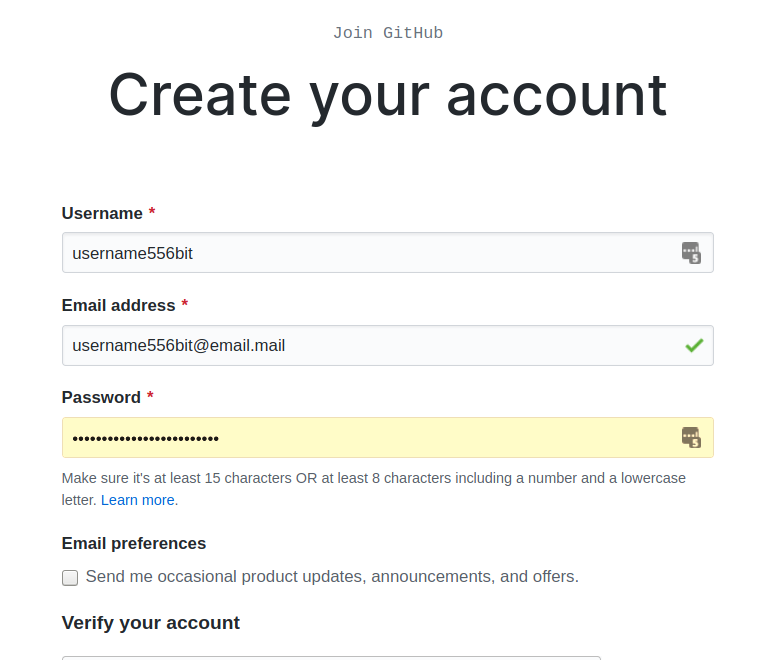 Join GitHub
Create your account
Username *
username556bit
Email address *
username556bit@email.mail
Password *
•••••••••••••••••••••••••
Make sure it's at least 15 characters OR at least 8 characters including a number and a lowercase
letter. Learn more.
Email preferences
Send me occasional product updates, announcements, and offers.
Verify your account